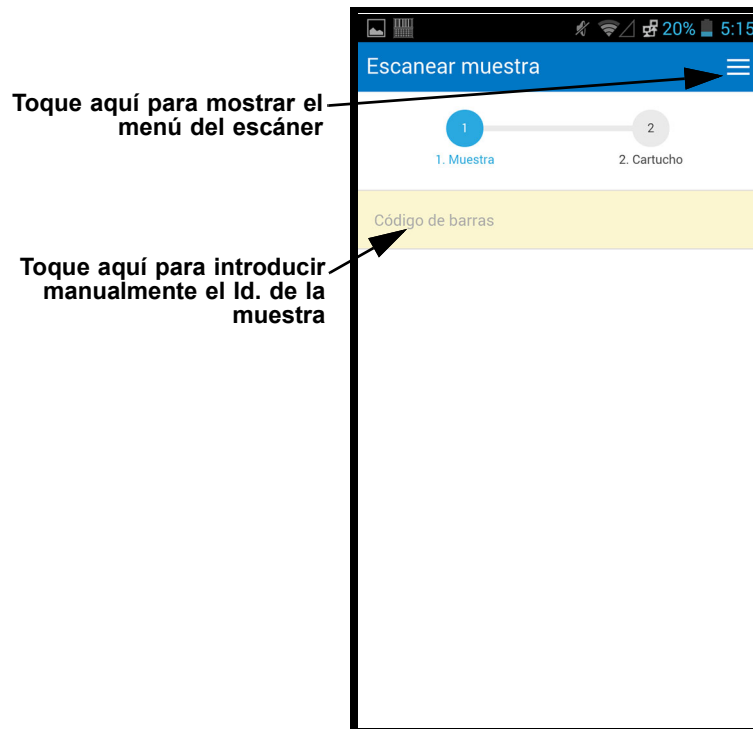 20% 5:15
Escanear muestra
Toque aquí para mostrar el
menú del escáner
1 2
1. Muestra 2. Cartucho
Código de barras
Toque aquí para introducir
manualmente el Id. de la
muestra